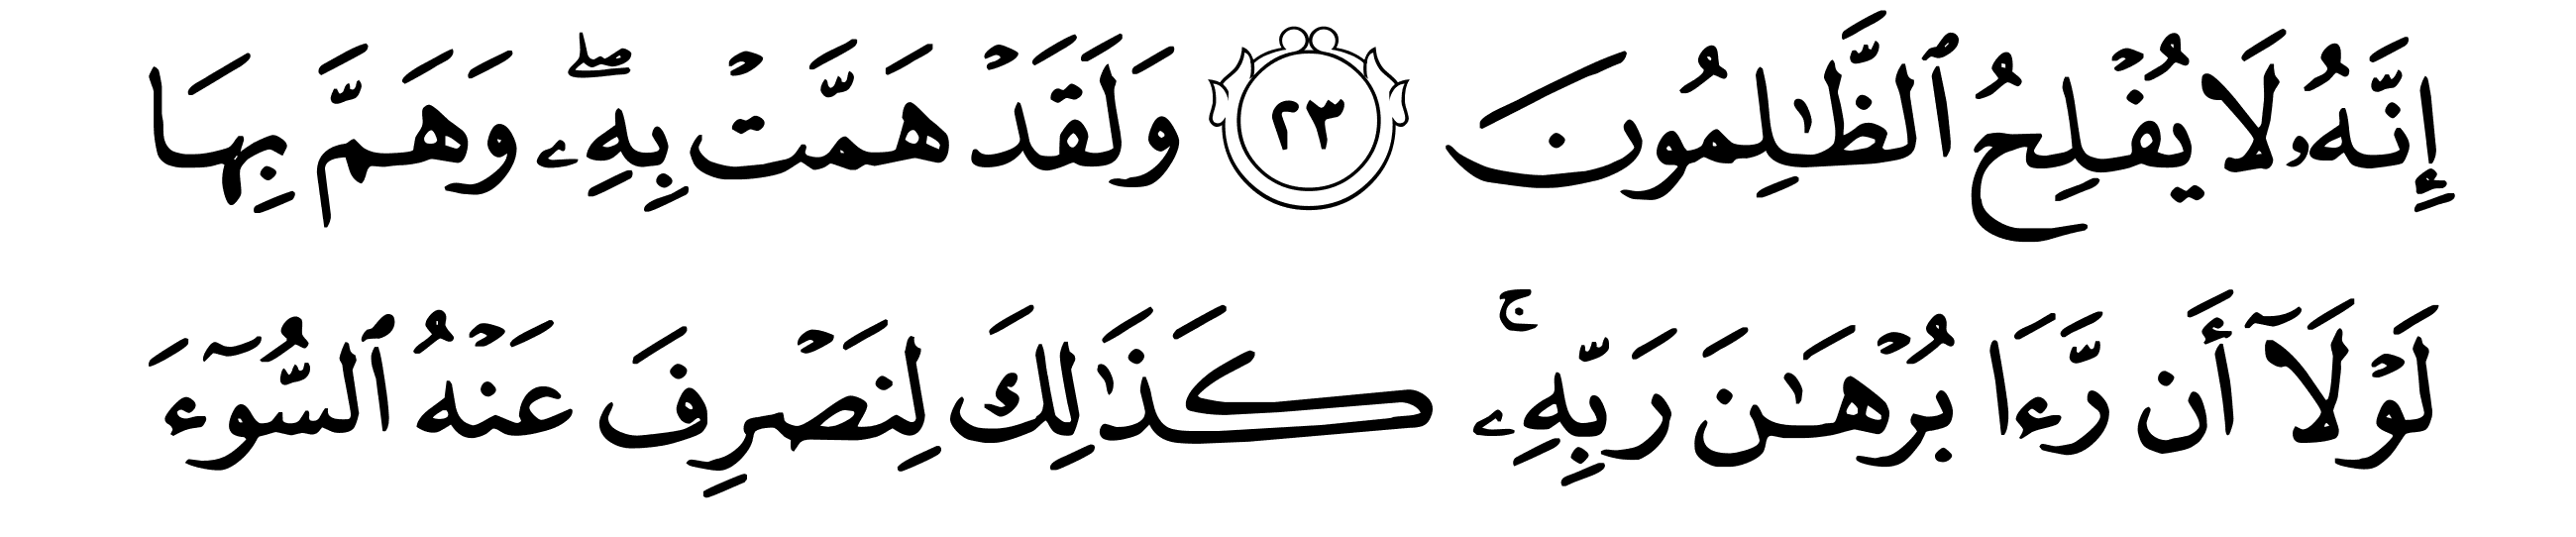 إِنَّهُۥ لَا يُفۡلِحُ ٱلظَّٰلِمُونَ ٢٣ وَلَقَدۡ هَمَّتۡ بِهِۦۖ وَهَمَّ بِهَا
لَوۡلَآ أَن رَّءَا بُرۡهَٰنَ رَبِّهِۦۚ كَذَٰلِكَ لِنَصۡرِفَ عَنۡهُ ٱلسُّوٓءَ